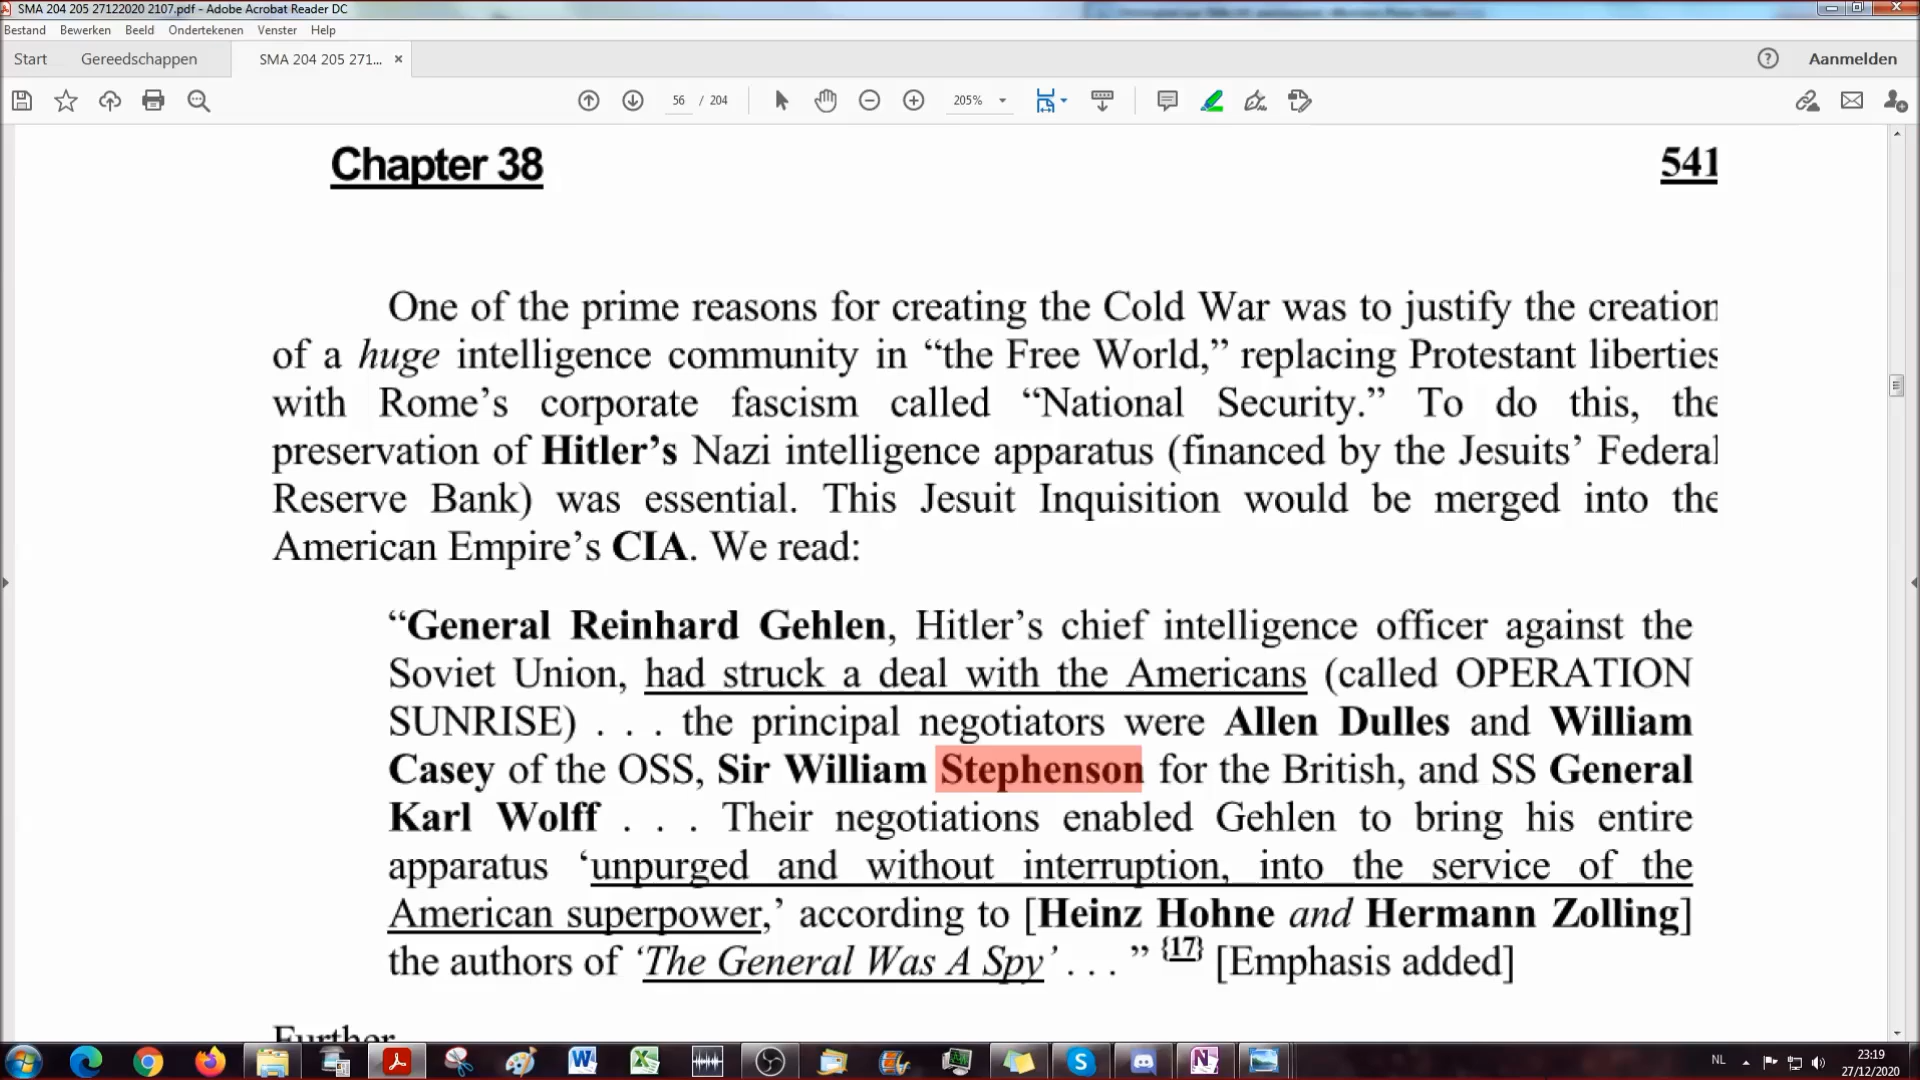 SMA 204 205 27122020 2107.pdf - Adobe Acrobat Reader DC
Bestand Bewerken Beeld Ondertekenen Venster Help
Start Gereedschappen SMA 204 205 271... × Aanmelden
56 / 204 205%
Chapter 38 541
One of the prime reasons for creating the Cold War was to justify the creation
of a huge intelligence community in “the Free World,” replacing Protestant liberties
with Rome’s corporate fascism called “National Security.” To do this, the
preservation of Hitler’s Nazi intelligence apparatus (financed by the Jesuits’ Federal
Reserve Bank) was essential. This Jesuit Inquisition would be merged into the
American Empire’s CIA. We read:
“General Reinhard Gehlen, Hitler’s chief intelligence officer against the
Soviet Union, had struck a deal with the Americans (called OPERATION
SUNRISE) . . . the principal negotiators were Allen Dulles and William
Casey of the OSS, Sir William Stephenson for the British, and SS General
Karl Wolff . . . Their negotiations enabled Gehlen to bring his entire
apparatus ‘unpurged and without interruption, into the service of the
American superpower,’ according to [Heinz Hohne and Hermann Zolling]
the authors of ‘The General Was A Spy’ . . . ” {17} [Emphasis added]
Further
NL 23:19
27/12/2020